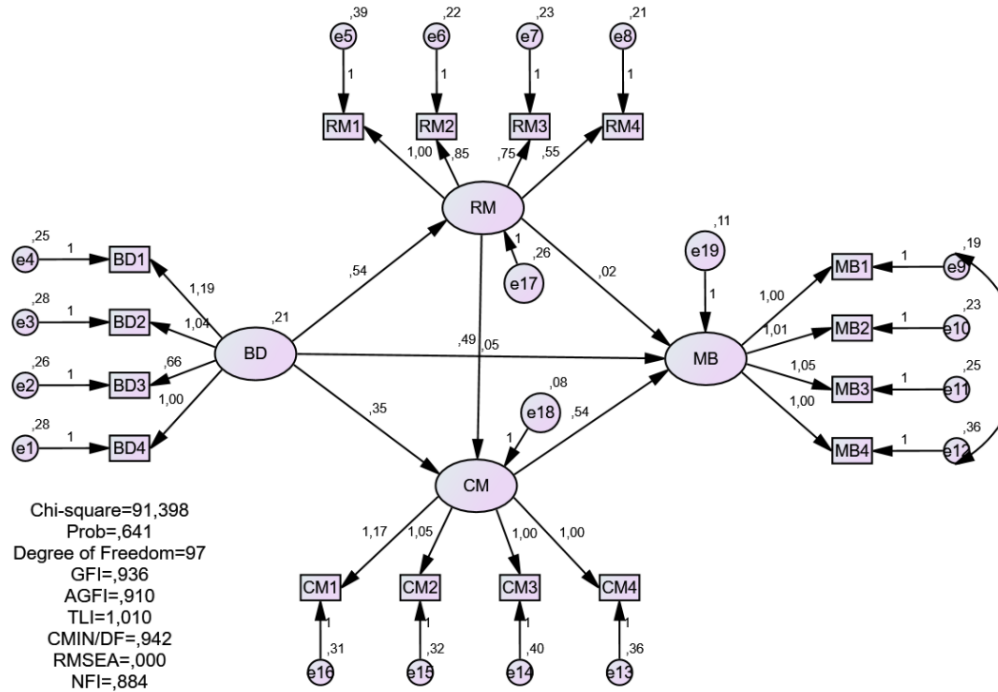 ,39 ,22 ,23 ,21
e5 e6 e7 e8
1 1 1 1
RM1 RM2 RM3 RM4
1,00 ,85 ,75 ,55
RM
,11
e19
1
1 ,26
e17
,25
e4 1 BD1
,28
e3 1 BD2
,26
e2 1 BD3
,28
e1 1 BD4
1,19
1,04
,66
1,00
,21
BD
,54
,02
,49 ,05
,35
,08
e18
1
,54
MB
1,00
1,01
1,05
1,00
MB1 1 e9 ,19
MB2 1 e10 ,23
MB3 1 e11 ,25
MB4 1 e12 ,36
CM
1,17 1,05 1,00 1,00
CM1 CM2 CM3 CM4
1 1 1 1
,31 ,32 ,40 ,36
e16 e15 e14 e13
Chi-square=91,398
Prob=,641
Degree of Freedom=97
GFI=,936
AGFI=,910
TLI=1,010
CMIN/DF=,942
RMSEA=,000
NFI=,884